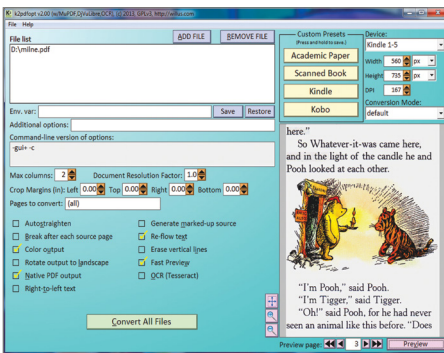 k2pdfopt v2.00 (w/MuPDF,DjVuLibre,OCR), (c) 2013, GPLv3, http://willus.com
File Help
File list
ADD FILE
REMOVE FILE
D:\milne.pdf
Env. var:
Save
Restore
Additional options:
Command-line version of options:
-gui+ -c
Max columns: 2
Document Resolution Factor: 1.0
Crop Margins (in): Left 0.00 Top 0.00 Right 0.00 Bottom 0.00
Pages to convert: (all)
Autostraighten
Break after each source page
Color output
Rotate output to landscape
Native PDF output
Right-to-left text
Generate marked-up source
Re-flow text
Erase vertical lines
Fast Preview
OCR (Tesseract)
Convert All Files
Custom Presets
(Press and hold to save.)
Academic Paper
Scanned Book
Kindle
Kobo
Device:
Kindle 1-5
Width 560 px
Height 735 px
DPI 167
Conversion Mode:
default
here."
So Whatever-it-was came here,
and in the light of the candle he and
Pooh looked at each other.
"I'm Pooh," said Pooh.
"I'm Tigger," said Tigger.
"Oh!" said Pooh, for he had never
seen an animal like this before. "Does
Preview page: 3 Preview